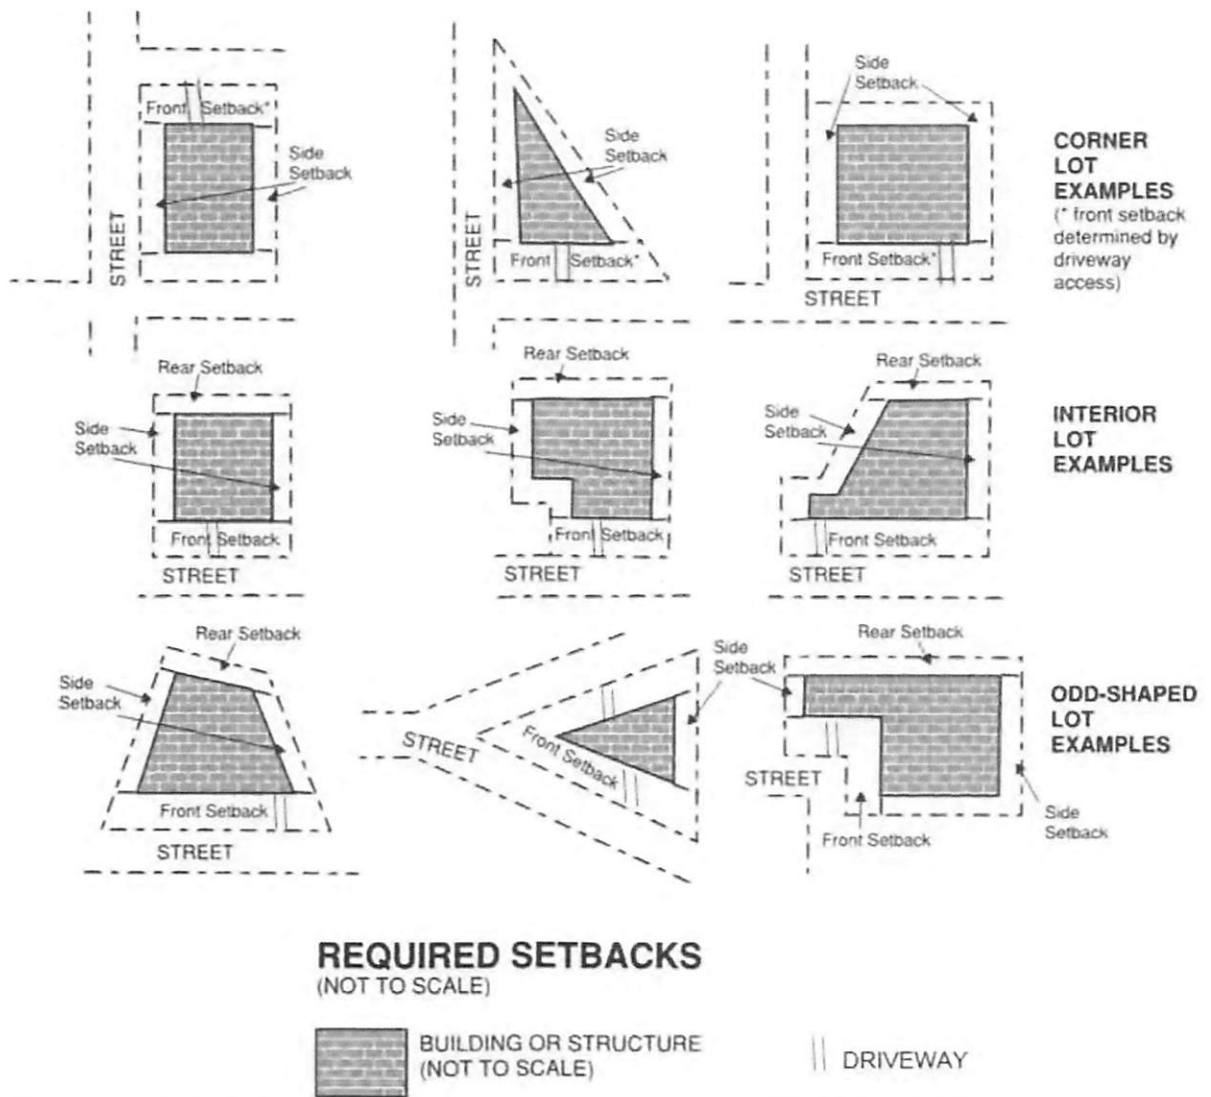 Front Setback*
Side
Setback
STREET
Side
Setback
Front Setback*
STREET
Side
Setback
Front Setback*
STREET
CORNER
LOT
EXAMPLES
(* front setback
determined by
driveway
access)
Rear Setback
Side
Setback
Front Setback
STREET
Rear Setback
Side
Setback
Front Setback
STREET
Rear Setback
Side
Setback
Front Setback
STREET
INTERIOR
LOT
EXAMPLES
Rear Setback
Side
Setback
Front Setback
STREET
Side
Setback
Front Setback
STREET
Rear Setback
STREET
Front Setback
Side
Setback
ODD-SHAPED
LOT
EXAMPLES
REQUIRED SETBACKS
(NOT TO SCALE)
BUILDING OR STRUCTURE
(NOT TO SCALE)
DRIVEWAY